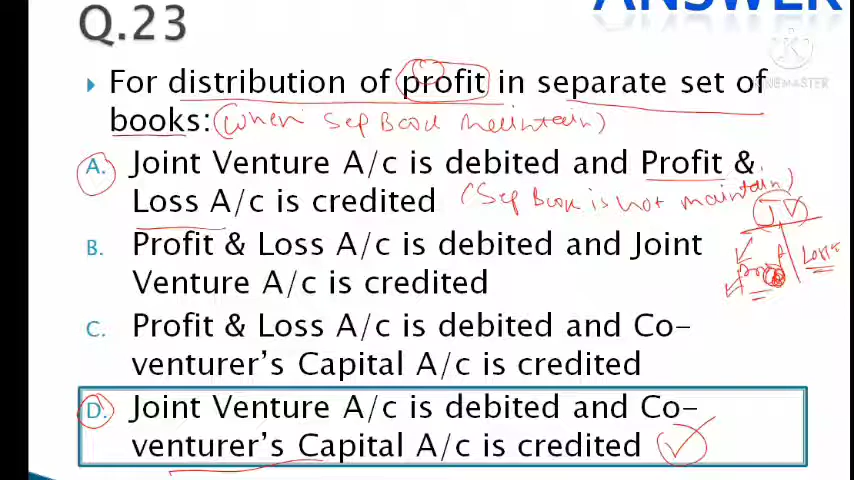 ANSWER
Q.23
KINEMASTER
For distribution of profit in separate set of
books: (when Sep Book maintain)
A. Joint Venture A/c is debited and Profit &
Loss A/c is credited (Sep Book is not maintain)
JV
B. Profit & Loss A/c is debited and Joint
Venture A/c is credited
Profit Loss
C. Profit & Loss A/c is debited and Co-
venturer's Capital A/c is credited
D. Joint Venture A/c is debited and Co-
venturer's Capital A/c is credited